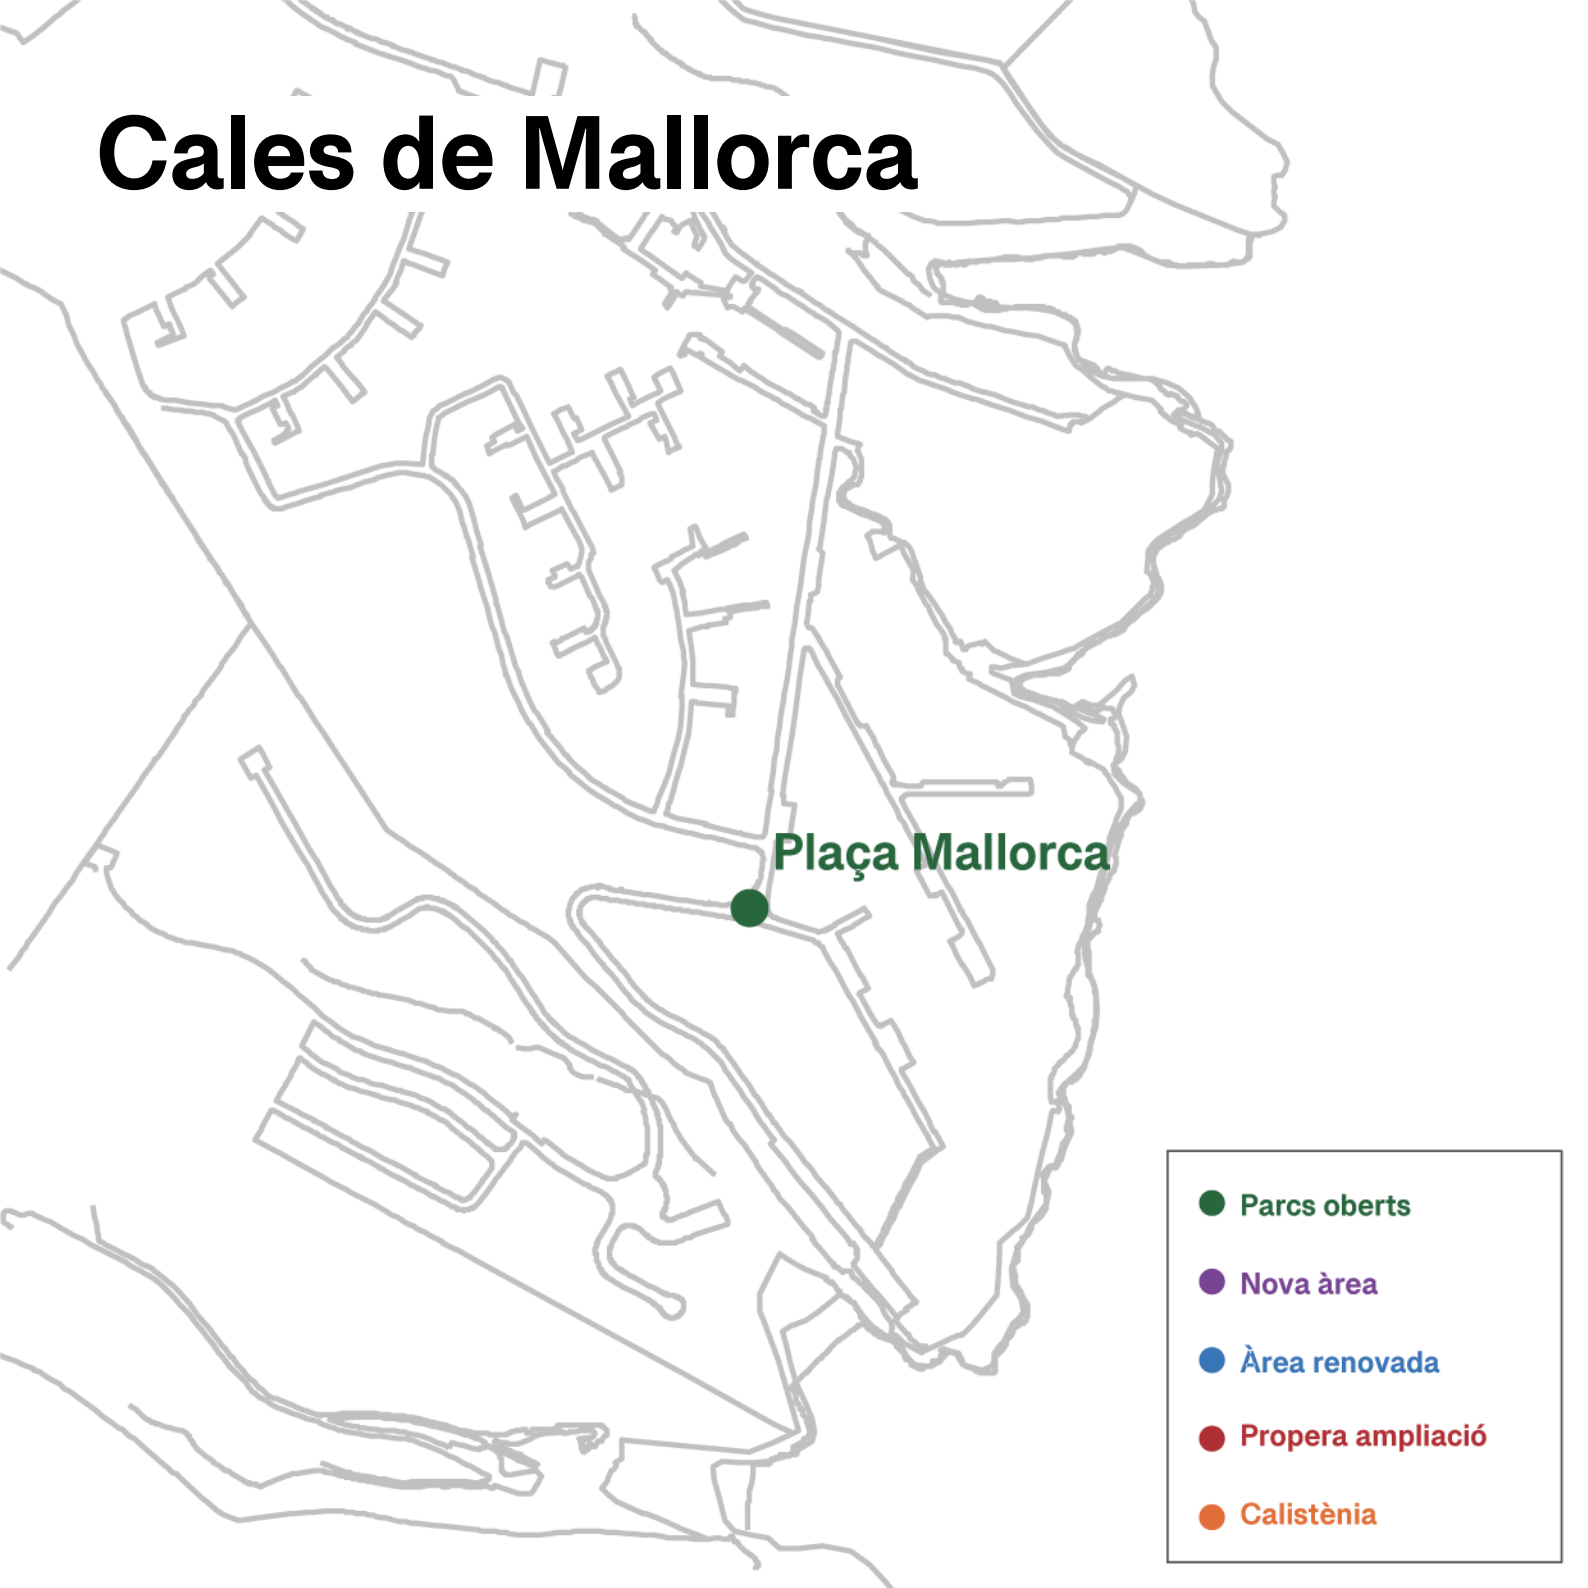 Cales de Mallorca
Plaça Mallorca
Parcs oberts
Nova àrea
Àrea renovada
Propera ampliació
Calistènia